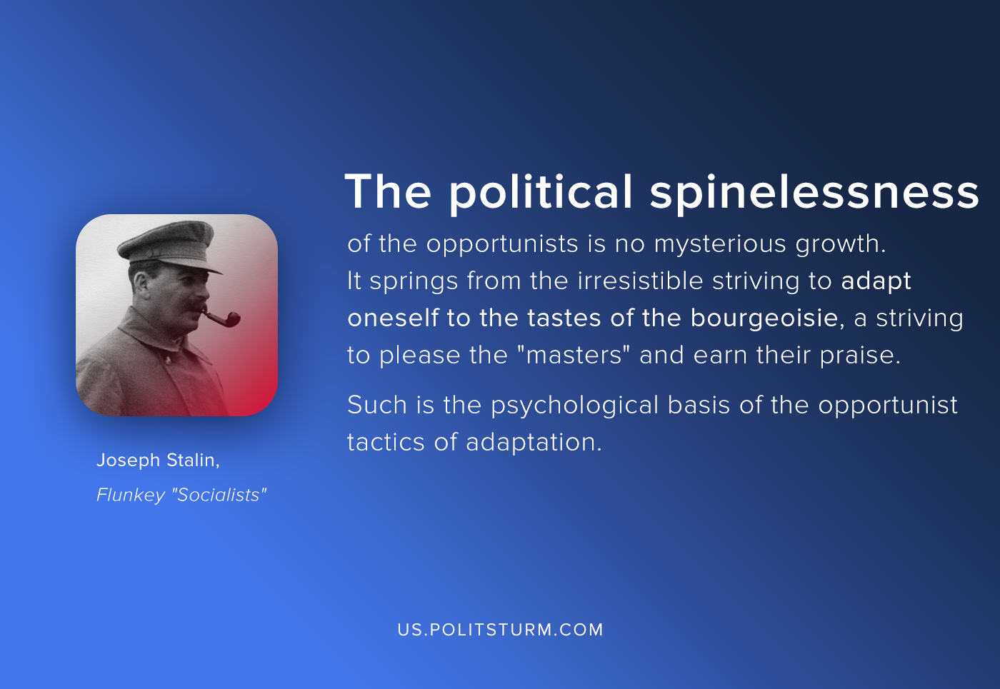 The political spinelessness
of the opportunists is no mysterious growth.
It springs from the irresistible striving to adapt
oneself to the tastes of the bourgeoisie, a striving
to please the "masters" and earn their praise.
Such is the psychological basis of the opportunist
tactics of adaptation.
Joseph Stalin,
Flunkey "Socialists"
US.POLITSTURM.COM